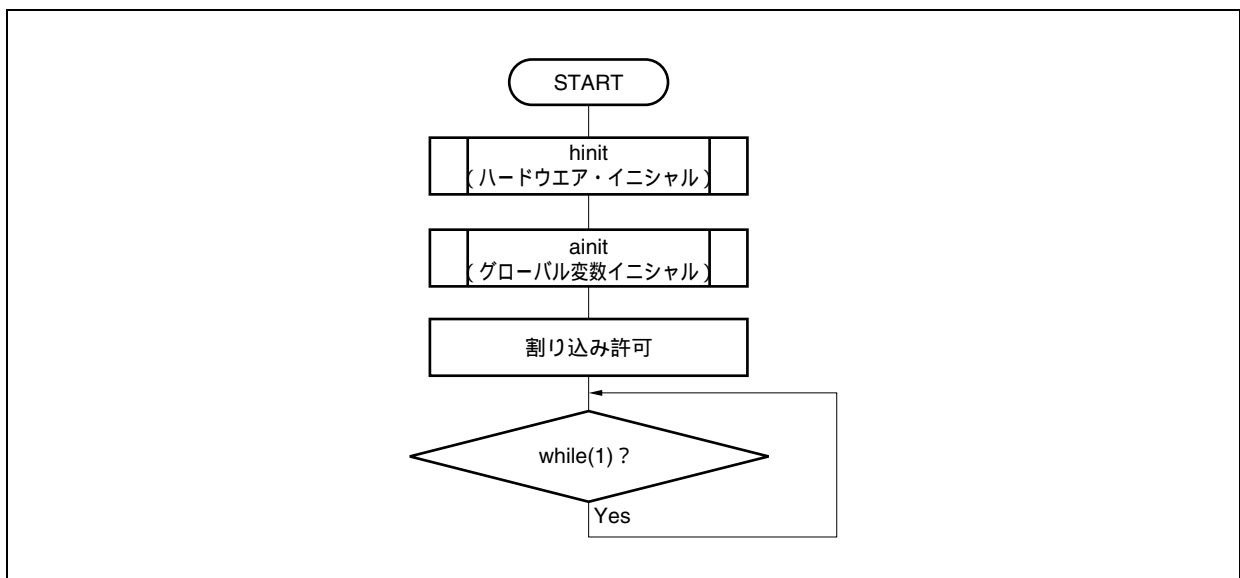 START
hinit
(ハードウエア・イニシャル)
ainit
(グローバル変数イニシャル)
割り込み許可
while(1)?
Yes